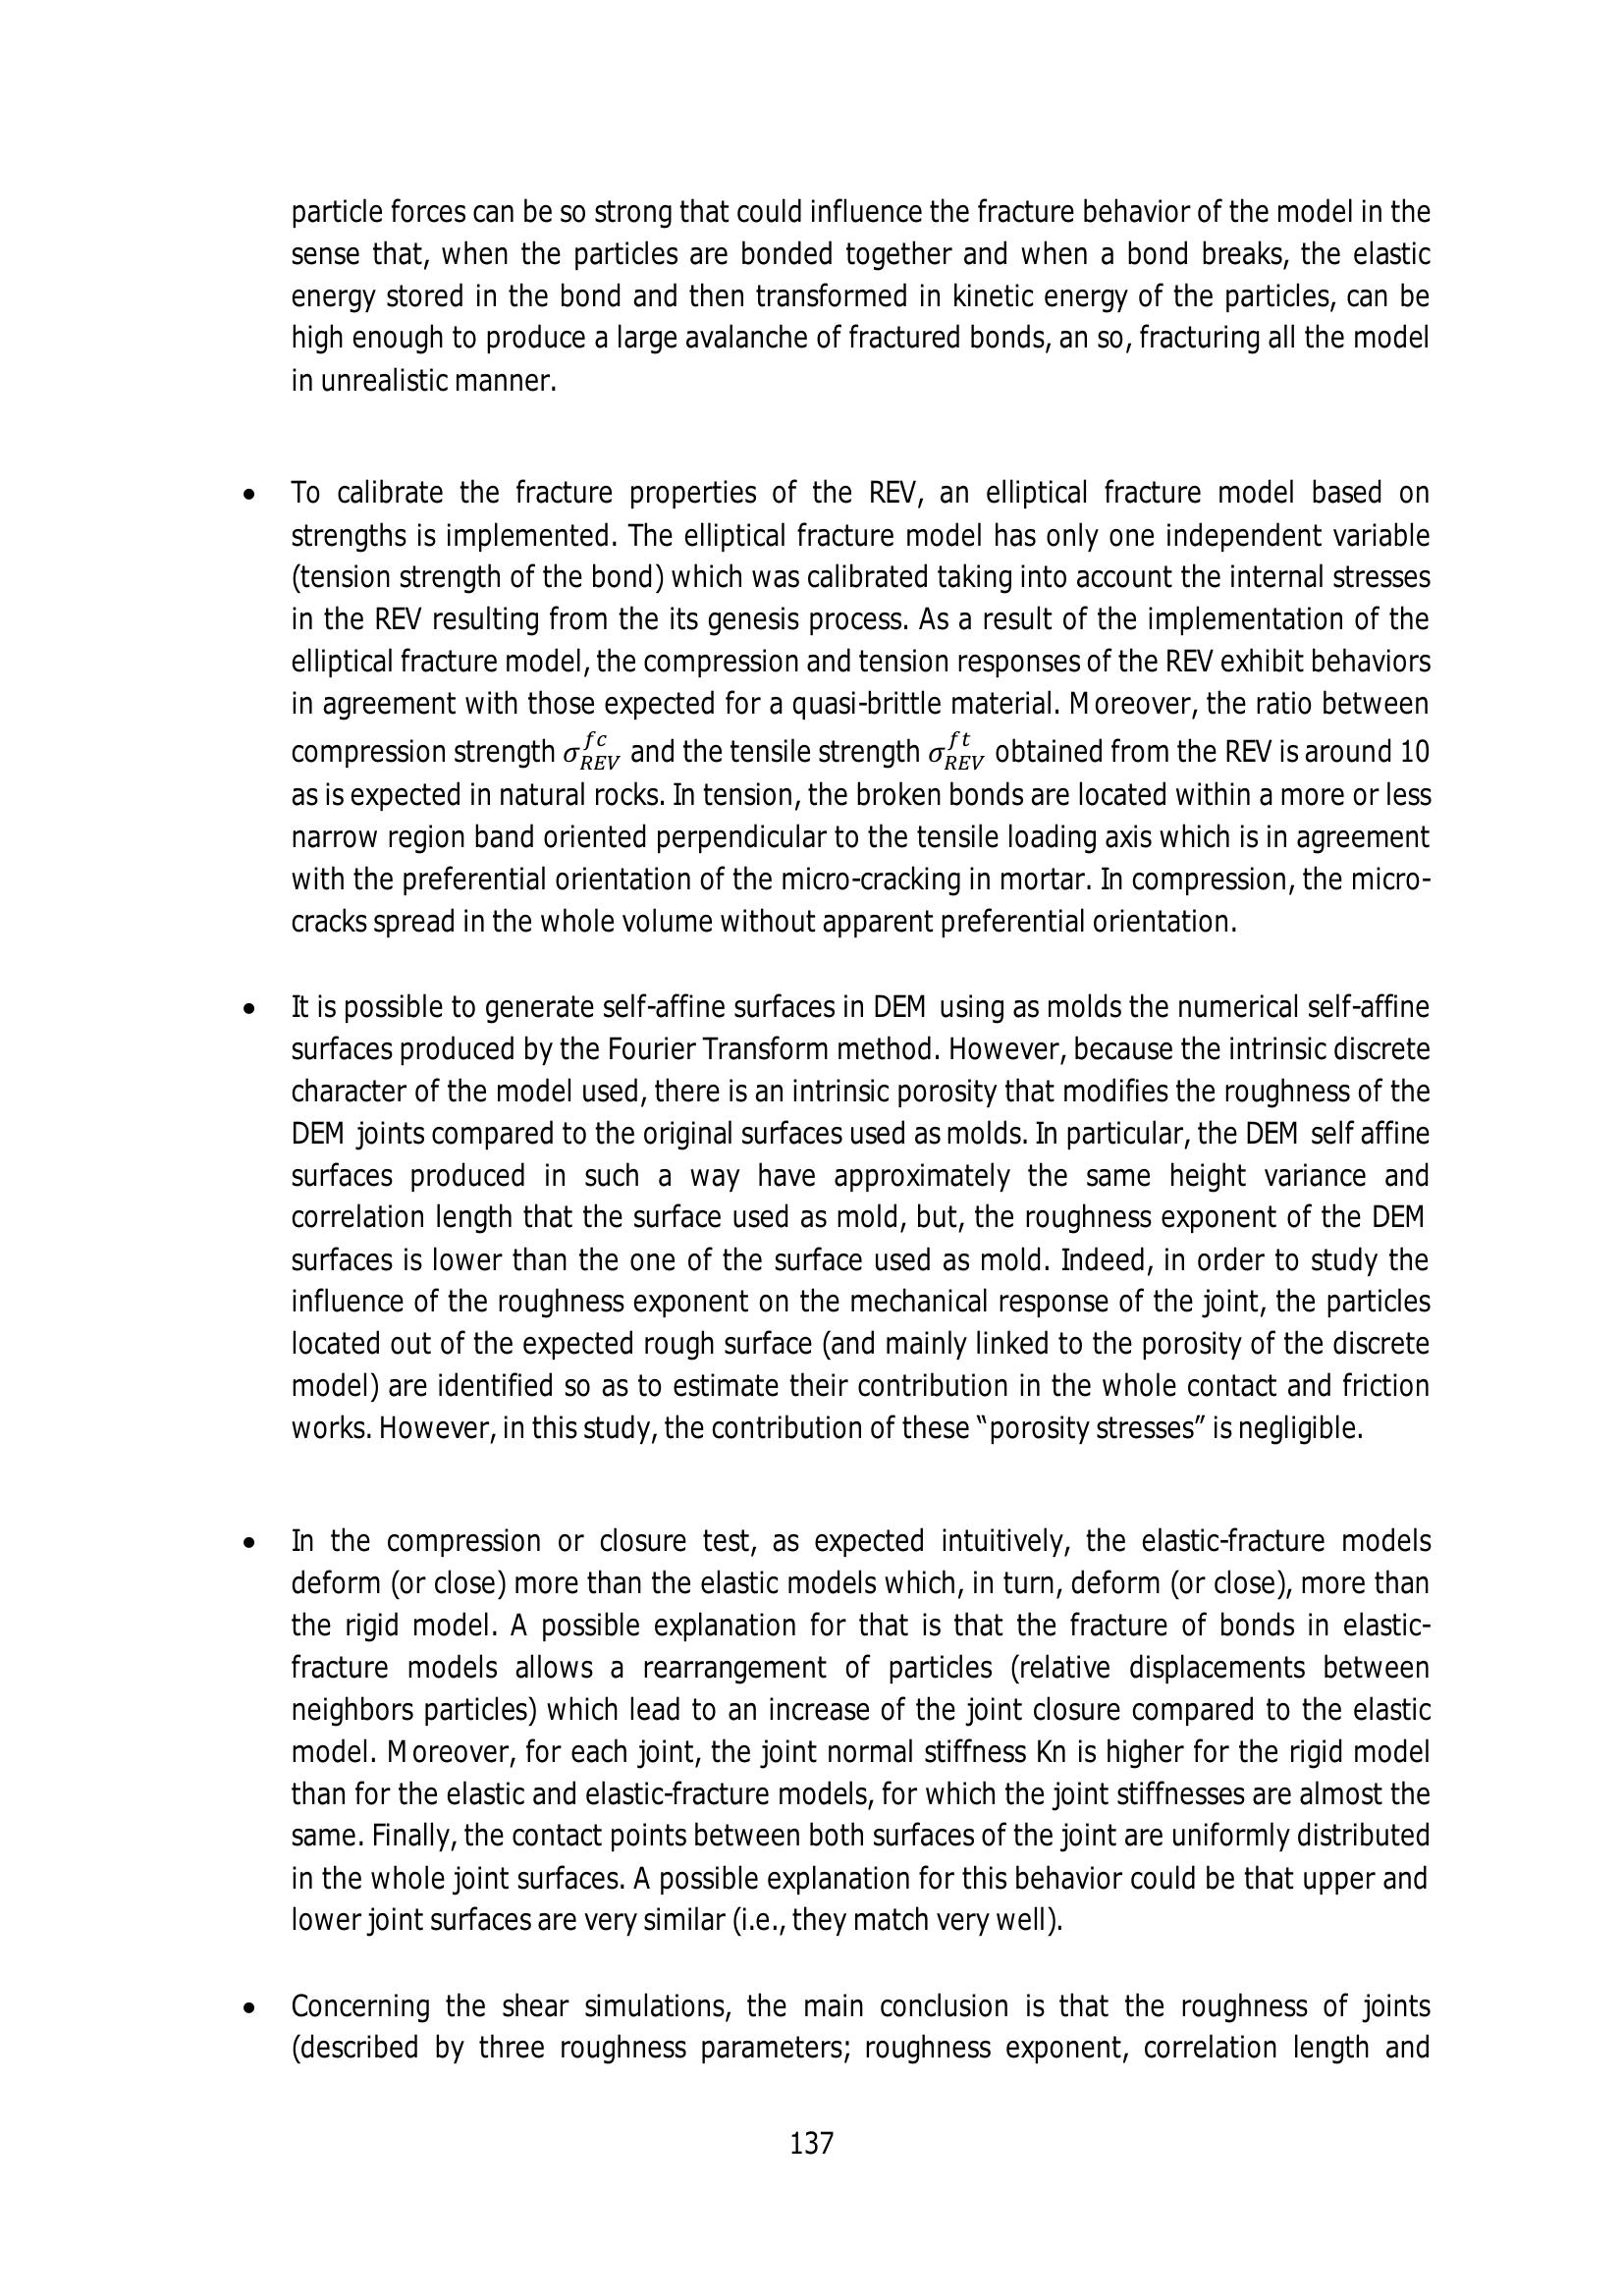 particle forces can be so strong that could influence the fracture behavior of the model in the
sense that, when the particles are bonded together and when a bond breaks, the elastic
energy stored in the bond and then transformed in kinetic energy of the particles, can be
high enough to produce a large avalanche of fractured bonds, an so, fracturing all the model
in unrealistic manner.
• To calibrate the fracture properties of the REV, an elliptical fracture model based on
strengths is implemented. The elliptical fracture model has only one independent variable
(tension strength of the bond) which was calibrated taking into account the internal stresses
in the REV resulting from the its genesis process. As a result of the implementation of the
elliptical fracture model, the compression and tension responses of the REV exhibit behaviors
in agreement with those expected for a quasi-brittle material. Moreover, the ratio between
compression strength $\sigma_{REV}^{fc}$ and the tensile strength $\sigma_{REV}^{ft}$ obtained from the REV is around 10
as is expected in natural rocks. In tension, the broken bonds are located within a more or less
narrow region band oriented perpendicular to the tensile loading axis which is in agreement
with the preferential orientation of the micro-cracking in mortar. In compression, the micro-
cracks spread in the whole volume without apparent preferential orientation.
• It is possible to generate self-affine surfaces in DEM using as molds the numerical self-affine
surfaces produced by the Fourier Transform method. However, because the intrinsic discrete
character of the model used, there is an intrinsic porosity that modifies the roughness of the
DEM joints compared to the original surfaces used as molds. In particular, the DEM self affine
surfaces produced in such a way have approximately the same height variance and
correlation length that the surface used as mold, but, the roughness exponent of the DEM
surfaces is lower than the one of the surface used as mold. Indeed, in order to study the
influence of the roughness exponent on the mechanical response of the joint, the particles
located out of the expected rough surface (and mainly linked to the porosity of the discrete
model) are identified so as to estimate their contribution in the whole contact and friction
works. However, in this study, the contribution of these “porosity stresses” is negligible.
• In the compression or closure test, as expected intuitively, the elastic-fracture models
deform (or close) more than the elastic models which, in turn, deform (or close), more than
the rigid model. A possible explanation for that is that the fracture of bonds in elastic-
fracture models allows a rearrangement of particles (relative displacements between
neighbors particles) which lead to an increase of the joint closure compared to the elastic
model. Moreover, for each joint, the joint normal stiffness Kn is higher for the rigid model
than for the elastic and elastic-fracture models, for which the joint stiffnesses are almost the
same. Finally, the contact points between both surfaces of the joint are uniformly distributed
in the whole joint surfaces. A possible explanation for this behavior could be that upper and
lower joint surfaces are very similar (i.e., they match very well).
• Concerning the shear simulations, the main conclusion is that the roughness of joints
(described by three roughness parameters; roughness exponent, correlation length and
137